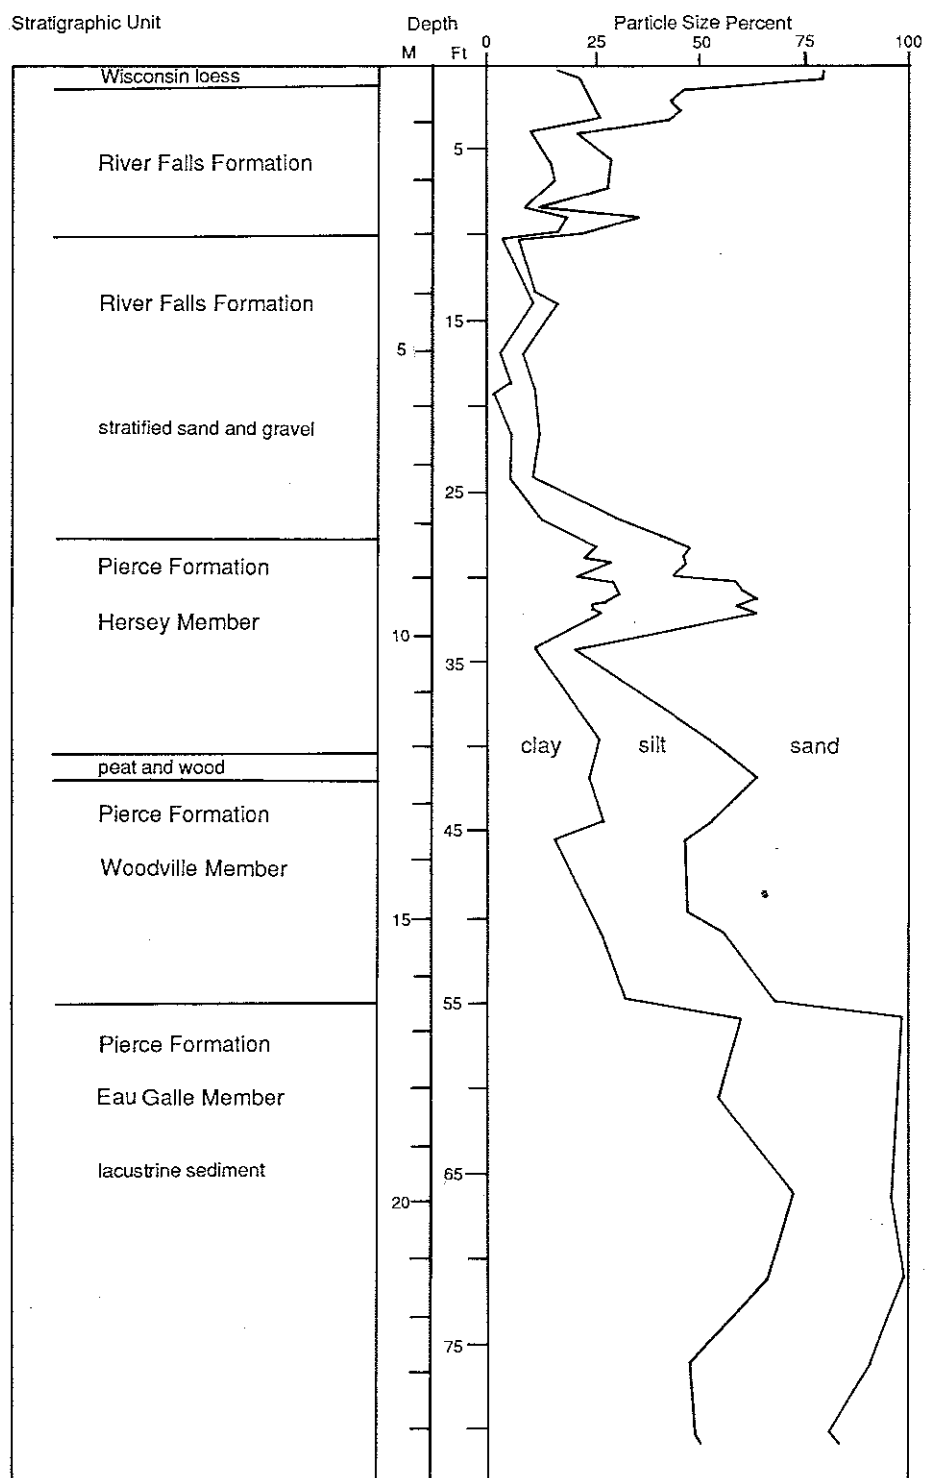 Stratigraphic Unit Depth Particle Size Percent
M Ft 0 25 50 75 100
Wisconsin loess
5
River Falls Formation
River Falls Formation
15
5
stratified sand and gravel
25
Pierce Formation
Hersey Member
10
35
clay silt sand
peat and wood
Pierce Formation
45
Woodville Member
15
55
Pierce Formation
Eau Galle Member
lacustrine sediment
65
20
75